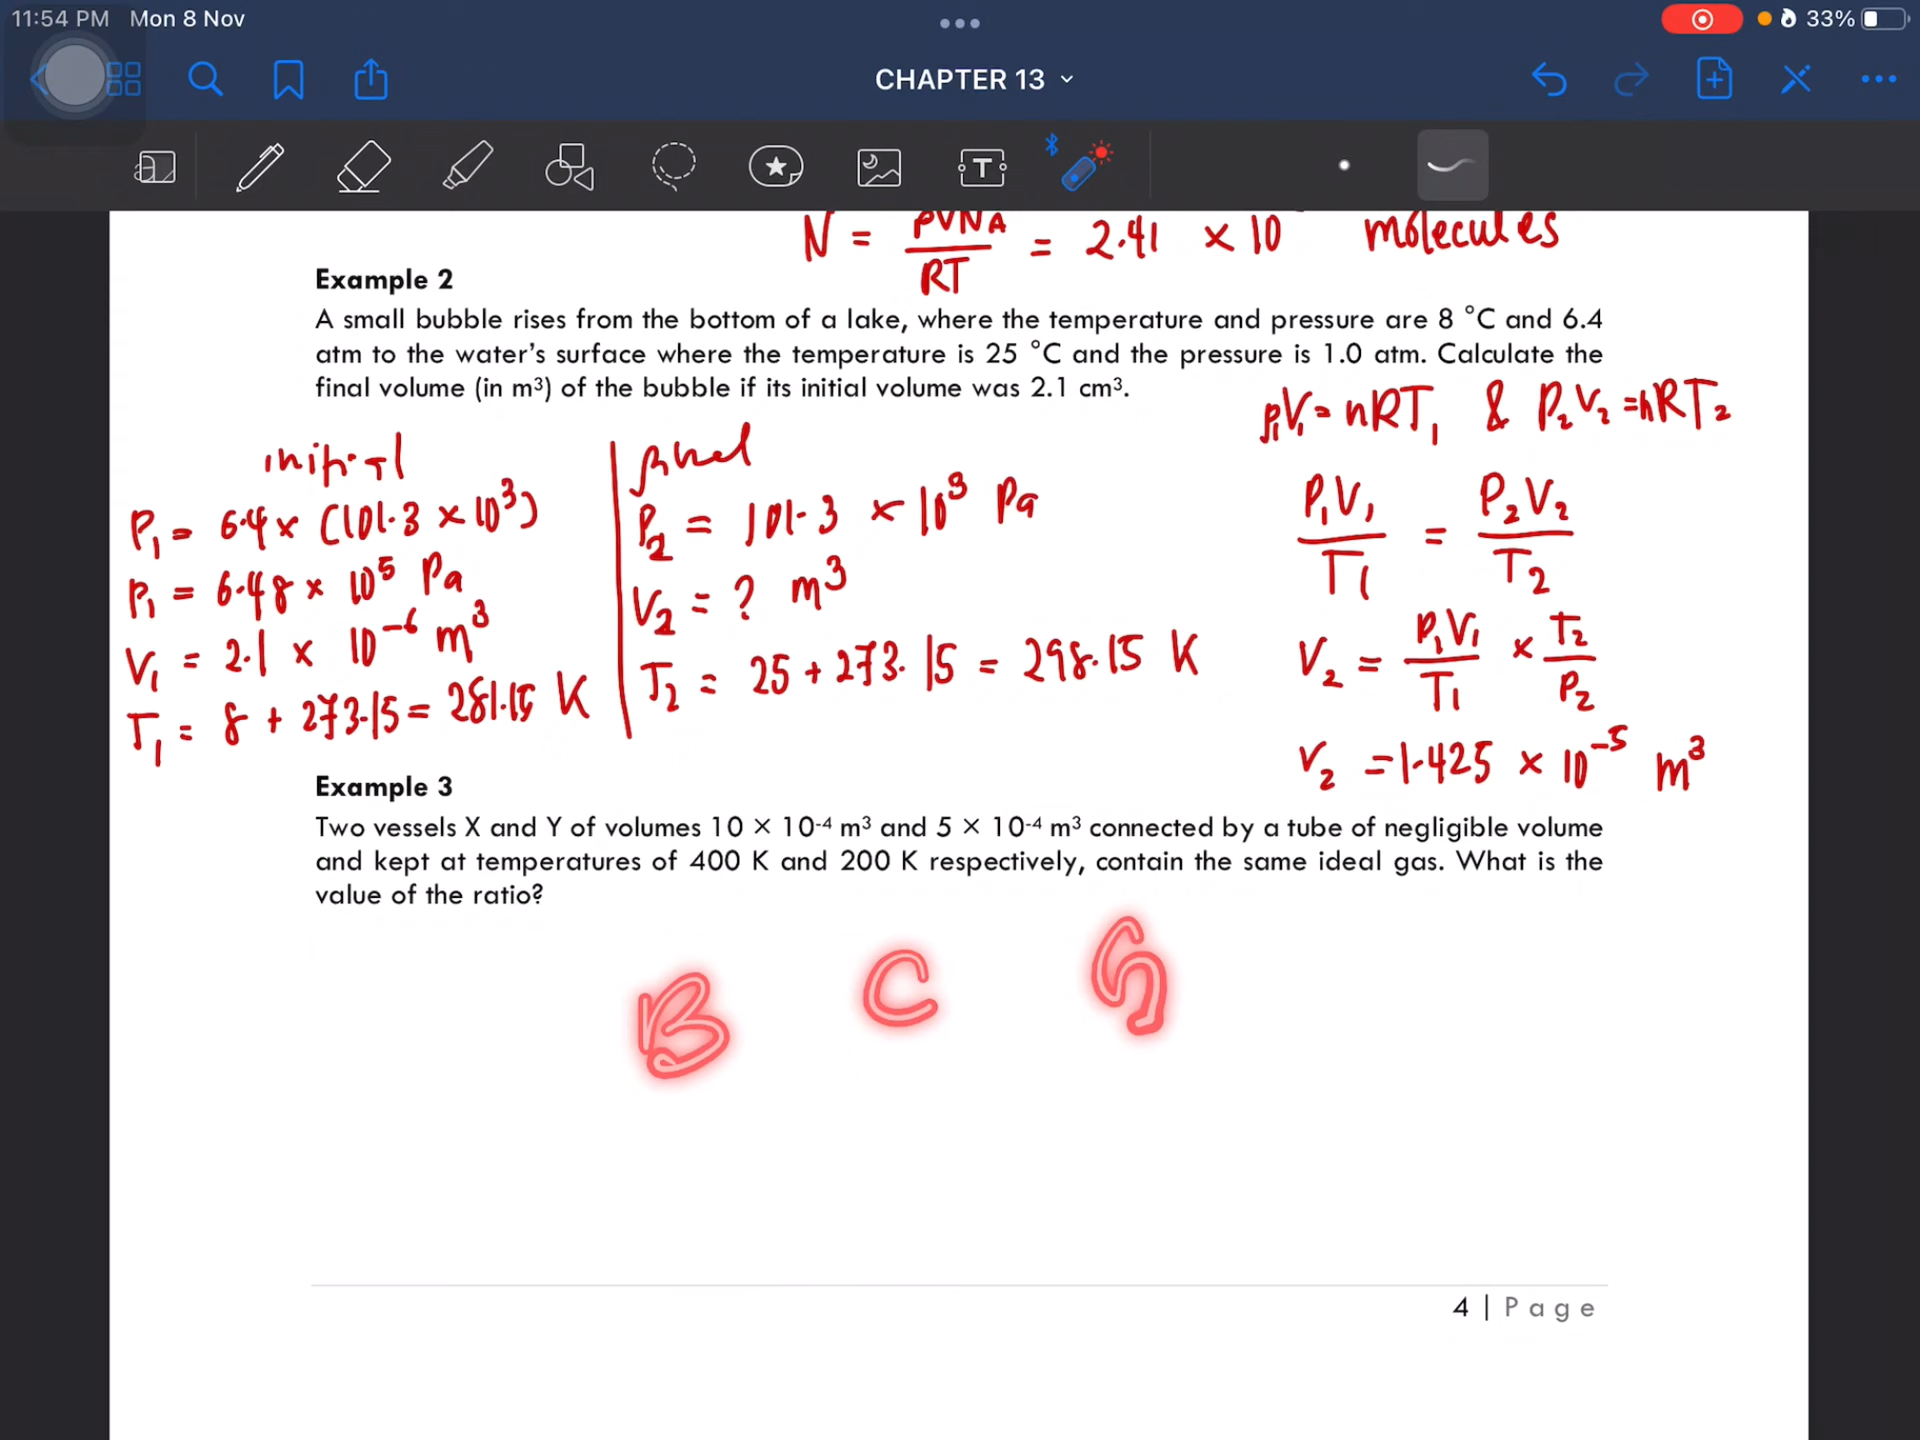 11:54 PM Mon 8 Nov
33%
CHAPTER 13
N = PVNA / RT = 2.41 × 10 molecules
Example 2
A small bubble rises from the bottom of a lake, where the temperature and pressure are 8 °C and 6.4
atm to the water's surface where the temperature is 25 °C and the pressure is 1.0 atm. Calculate the
final volume (in m³) of the bubble if its initial volume was 2.1 cm³.
P₁V₁ = nRT₁ & P₂V₂ = nRT₂
initial
P₁ = 6.4 × (101.3 × 10³)
P₁ = 6.48 × 10⁵ Pa
V₁ = 2.1 × 10⁻⁶ m³
T₁ = 8 + 273.15 = 281.15 K
final
P₂ = 101.3 × 10³ Pa
V₂ = ? m³
T₂ = 25 + 273.15 = 298.15 K
P₁V₁ / T₁ = P₂V₂ / T₂
V₂ = P₁V₁ / T₁ × T₂ / P₂
V₂ = 1.425 × 10⁻⁵ m³
Example 3
Two vessels X and Y of volumes 10 × 10⁻⁴ m³ and 5 × 10⁻⁴ m³ connected by a tube of negligible volume
and kept at temperatures of 400 K and 200 K respectively, contain the same ideal gas. What is the
value of the ratio?
B C G
4 | Page